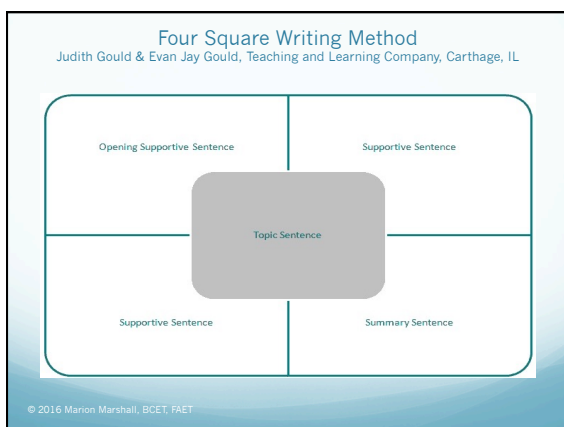 Four Square Writing Method
Judith Gould & Evan Jay Gould, Teaching and Learning Company, Carthage, IL
Opening Supportive Sentence
Supportive Sentence
Topic Sentence
Supportive Sentence
Summary Sentence
© 2016 Marion Marshall, BCET, FAET